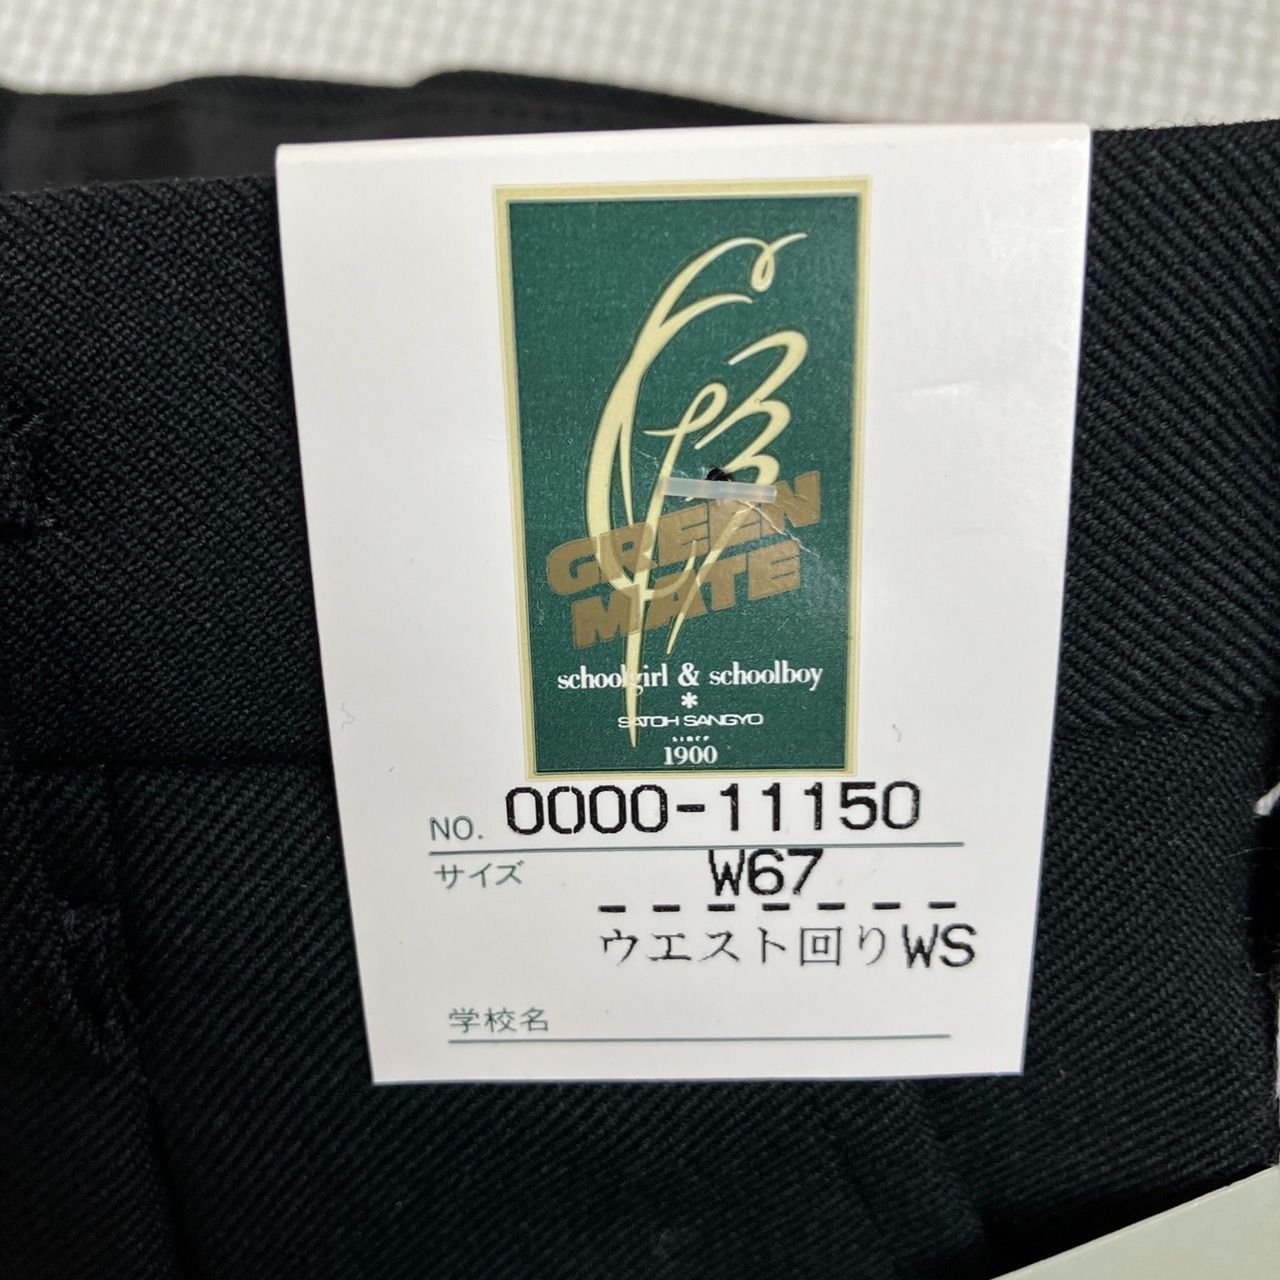 GREEN
MATE
schoolgirl & schoolboy
*
SATOH SANGYO
since
1900
NO. 0000-11150
サイズ W67
-------
ウエスト回りWS
学校名